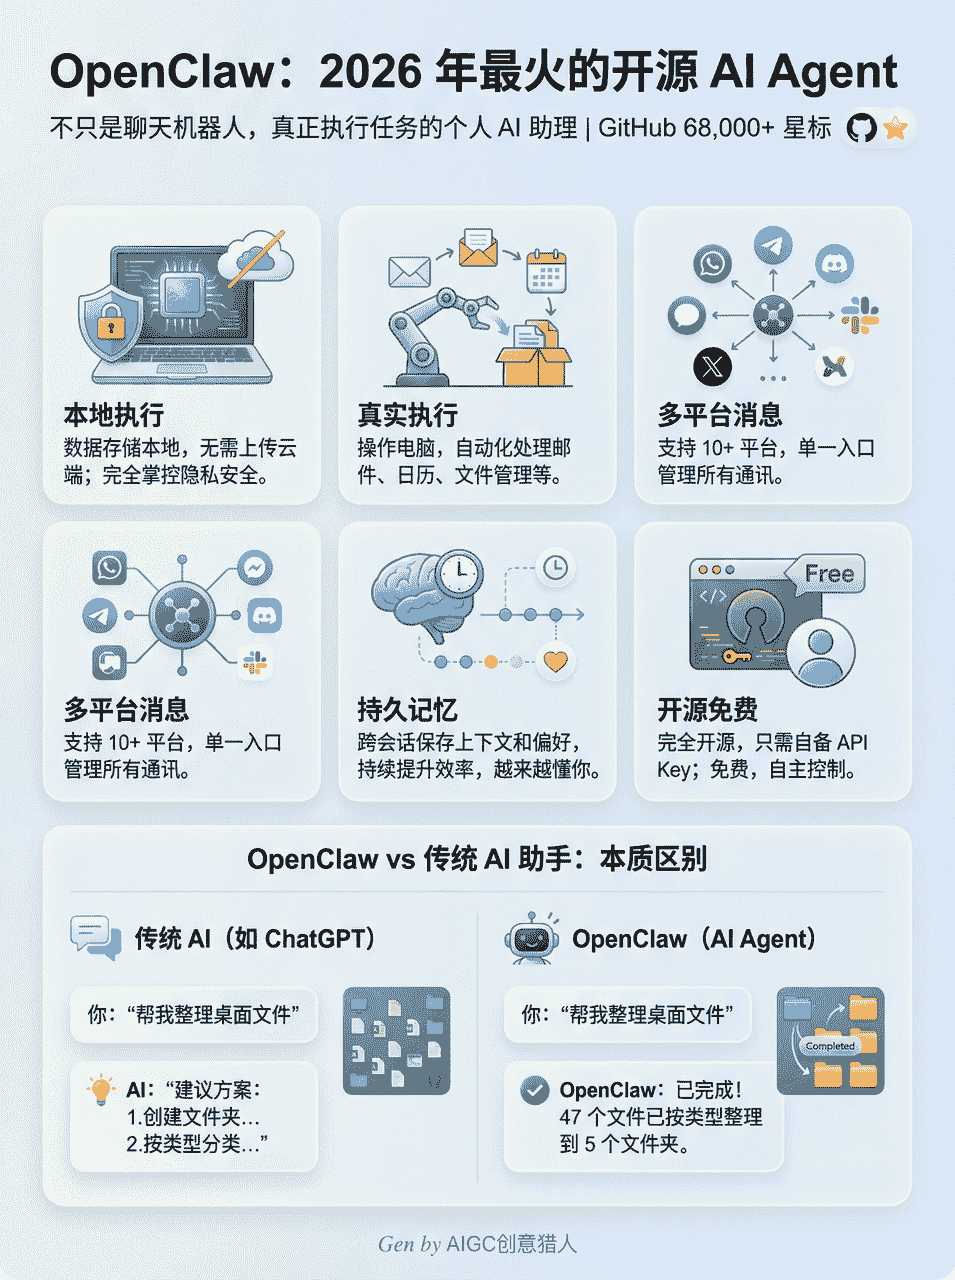 OpenClaw：2026 年最火的开源 AI Agent
不只是聊天机器人，真正执行任务的个人 AI 助理 | GitHub 68,000+ 星标
本地执行
数据存储本地，无需上传云
端；完全掌控隐私安全。
真实执行
操作电脑，自动化处理邮
件、日历、文件管理等。
多平台消息
支持 10+ 平台，单一入口
管理所有通讯。
多平台消息
支持 10+ 平台，单一入口
管理所有通讯。
持久记忆
跨会话保存上下文和偏好，
持续提升效率，越来越懂你。
</>
Free
开源免费
完全开源，只需自备 API
Key；免费，自主控制。
OpenClaw vs 传统 AI 助手：本质区别
传统 AI（如 ChatGPT）
你：“帮我整理桌面文件”
AI：“建议方案：
1.创建文件夹...
2.按类型分类...”
OpenClaw（AI Agent）
你：“帮我整理桌面文件”
Completed
OpenClaw：已完成！
47 个文件已按类型整理
到 5 个文件夹。
Gen by AIGC创意猎人